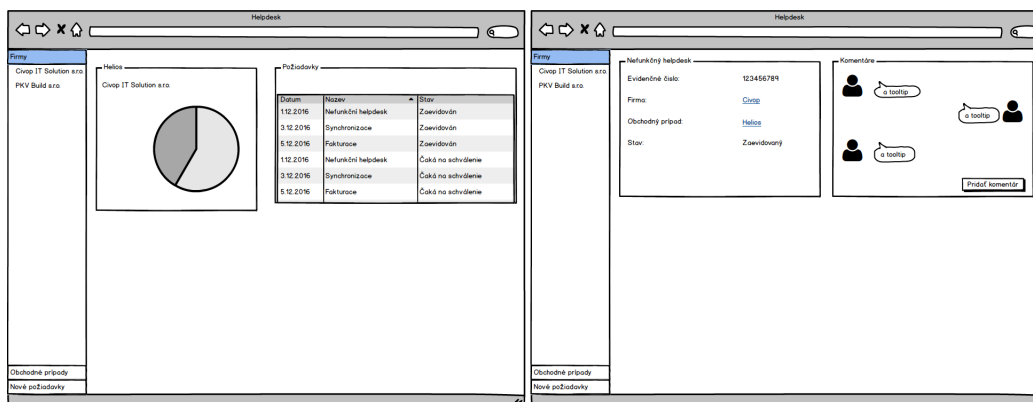 Helpdesk
Firmy
Civop IT Solution s.r.o.
PKV Build s.r.o.
Helios
Civop IT Solution s.r.o.
Požiadavky
Datum Nazev Stav
1.12.2016 Nefunkční helpdesk Zaevidován
3.12.2016 Synchronizace Zaevidován
5.12.2016 Fakturace Zaevidován
1.12.2016 Nefunkční helpdesk Čaká na schválenie
3.12.2016 Synchronizace Čaká na schválenie
5.12.2016 Fakturace Čaká na schválenie
Obchodné prípady
Nové požiadavky
Helpdesk
Firmy
Civop IT Solution s.r.o.
PKV Build s.r.o.
Nefunkčný helpdesk
Evidenčné čislo: 123456789
Firma: Civop
Obchodný prípad: Helios
Stav: Zaevidovaný
Komentáre
a tooltip
a tooltip
a tooltip
Pridať komentár
Obchodné prípady
Nové požiadavky